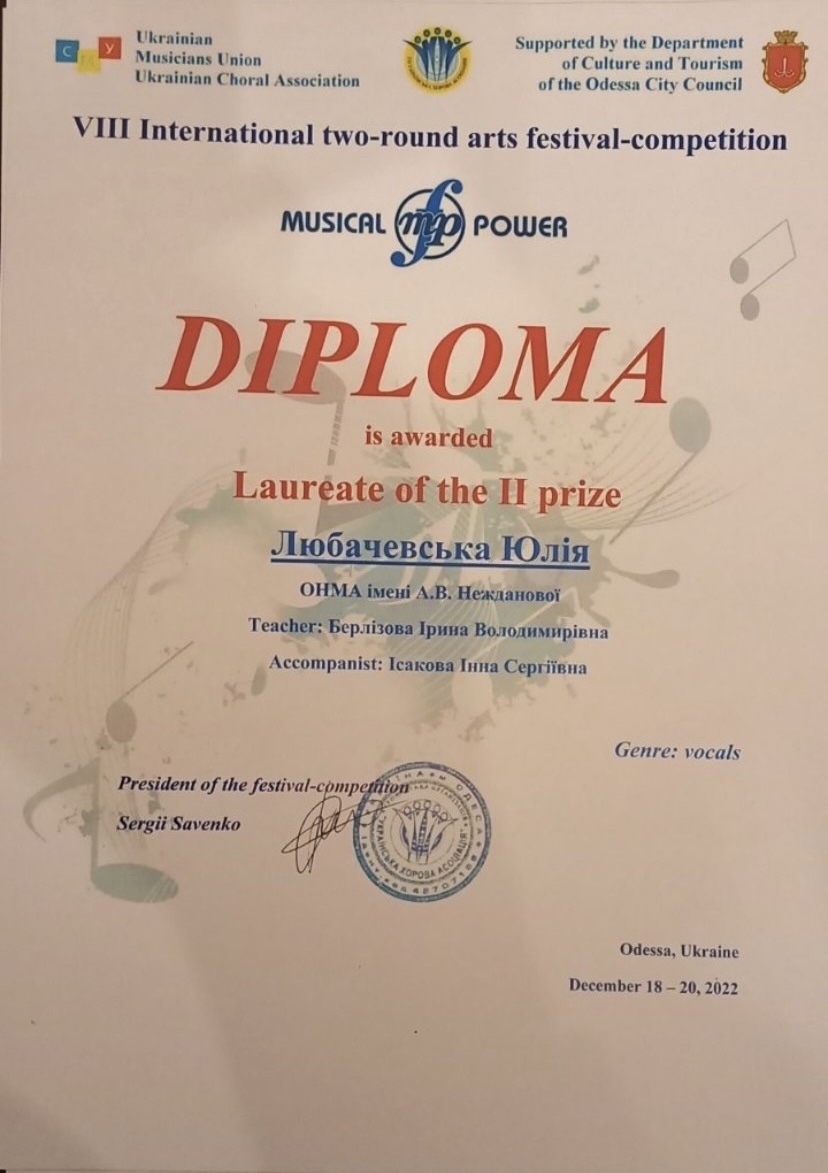 Ukrainian
Musicians Union
Ukrainian Choral Association
Supported by the Department
of Culture and Tourism
of the Odessa City Council
VIII International two-round arts festival-competition
MUSICAL mp POWER
DIPLOMA
is awarded
Laureate of the II prize
Любачевська Юлія
ОНМА імені А.В. Нежданової
Teacher: Берлізова Ірина Володимирівна
Accompanist: Ісакова Інна Сергіївна
Genre: vocals
President of the festival-competition
Sergii Savenko
УКРАЇНСЬКА ХОРОВА АСОЦІАЦІЯ
Odessa, Ukraine
December 18 – 20, 2022